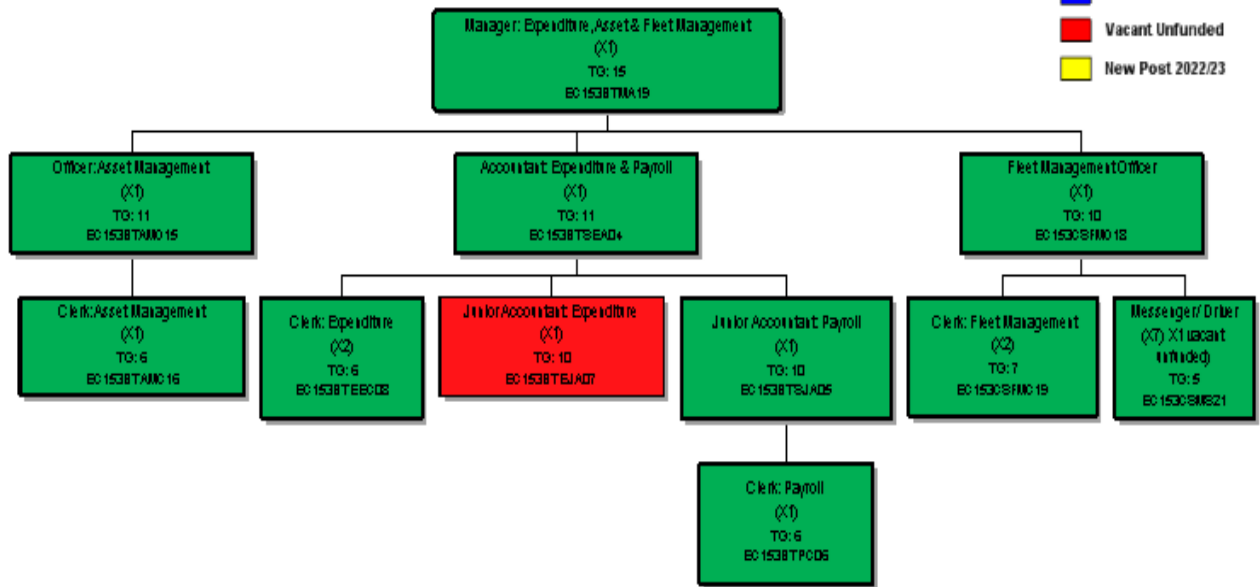 Vacant Unfunded
New Post 2022/23
Manager: Expenditure, Asset & Fleet Management
(X1)
TG: 15
EC153BTMA19
Officer: Asset Management
(X1)
TG: 11
EC153BTAMO15
Accountant: Expenditure & Payroll
(X1)
TG: 11
EC153BTSEA04
Fleet Management Officer
(X1)
TG: 10
EC153CSFMO18
Clerk: Asset Management
(X1)
TG: 6
EC153BTAMC16
Clerk: Expenditure
(X2)
TG: 6
EC153BTEEC08
Junior Accountant: Expenditure
(X1)
TG: 10
EC153BTEJA07
Junior Accountant: Payroll
(X1)
TG: 10
EC153BTSJA05
Clerk: Fleet Management
(X2)
TG: 7
EC153CSFMC19
Messenger/ Driver
(X7) X1 vacant
unfunded)
TG: 5
EC153CSMS21
Clerk: Payroll
(X1)
TG: 6
EC153BTPC06